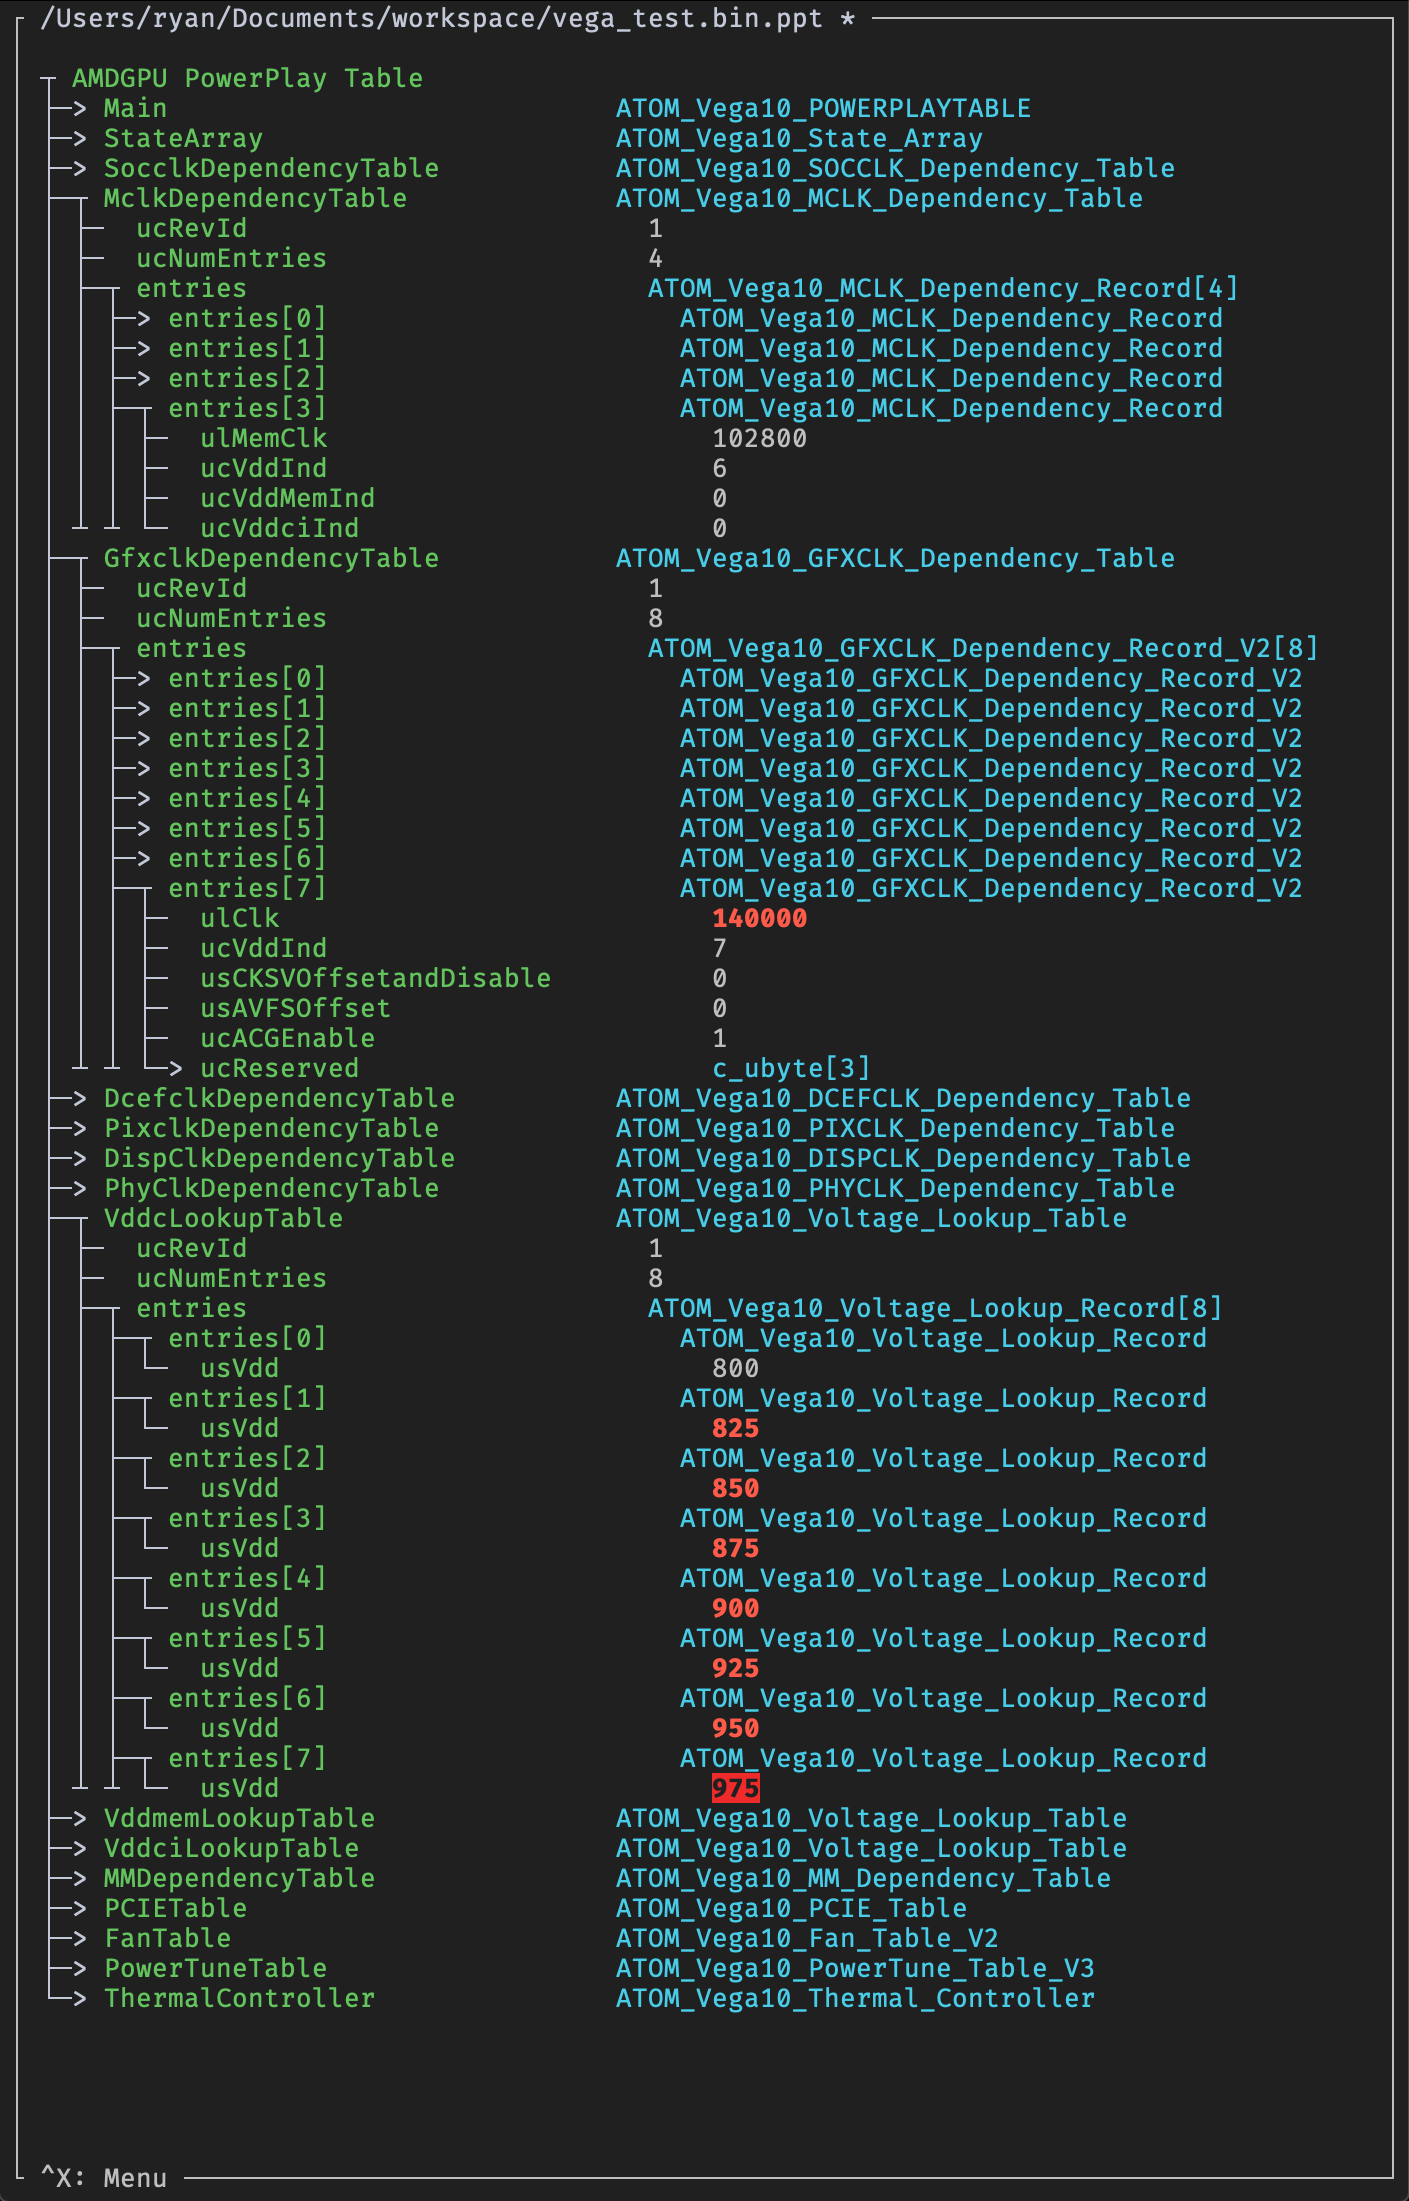 /Users/ryan/Documents/workspace/vega_test.bin.ppt *
AMDGPU PowerPlay Table
> Main ATOM_Vega10_POWERPLAYTABLE
> StateArray ATOM_Vega10_State_Array
> SocclkDependencyTable ATOM_Vega10_SOCCLK_Dependency_Table
MclkDependencyTable ATOM_Vega10_MCLK_Dependency_Table
ucRevId 1
ucNumEntries 4
entries ATOM_Vega10_MCLK_Dependency_Record[4]
> entries[0] ATOM_Vega10_MCLK_Dependency_Record
> entries[1] ATOM_Vega10_MCLK_Dependency_Record
> entries[2] ATOM_Vega10_MCLK_Dependency_Record
entries[3] ATOM_Vega10_MCLK_Dependency_Record
ulMemClk 102800
ucVddInd 6
ucVddMemInd 0
ucVddciInd 0
GfxclkDependencyTable ATOM_Vega10_GFXCLK_Dependency_Table
ucRevId 1
ucNumEntries 8
entries ATOM_Vega10_GFXCLK_Dependency_Record_V2[8]
> entries[0] ATOM_Vega10_GFXCLK_Dependency_Record_V2
> entries[1] ATOM_Vega10_GFXCLK_Dependency_Record_V2
> entries[2] ATOM_Vega10_GFXCLK_Dependency_Record_V2
> entries[3] ATOM_Vega10_GFXCLK_Dependency_Record_V2
> entries[4] ATOM_Vega10_GFXCLK_Dependency_Record_V2
> entries[5] ATOM_Vega10_GFXCLK_Dependency_Record_V2
> entries[6] ATOM_Vega10_GFXCLK_Dependency_Record_V2
entries[7] ATOM_Vega10_GFXCLK_Dependency_Record_V2
ulClk 140000
ucVddInd 7
usCKSVOffsetandDisable 0
usAVFSOffset 0
ucACGEnable 1
> ucReserved c_ubyte[3]
> DcefclkDependencyTable ATOM_Vega10_DCEFCLK_Dependency_Table
> PixclkDependencyTable ATOM_Vega10_PIXCLK_Dependency_Table
> DispClkDependencyTable ATOM_Vega10_DISPCLK_Dependency_Table
> PhyClkDependencyTable ATOM_Vega10_PHYCLK_Dependency_Table
VddcLookupTable ATOM_Vega10_Voltage_Lookup_Table
ucRevId 1
ucNumEntries 8
entries ATOM_Vega10_Voltage_Lookup_Record[8]
entries[0] ATOM_Vega10_Voltage_Lookup_Record
usVdd 800
entries[1] ATOM_Vega10_Voltage_Lookup_Record
usVdd 825
entries[2] ATOM_Vega10_Voltage_Lookup_Record
usVdd 850
entries[3] ATOM_Vega10_Voltage_Lookup_Record
usVdd 875
entries[4] ATOM_Vega10_Voltage_Lookup_Record
usVdd 900
entries[5] ATOM_Vega10_Voltage_Lookup_Record
usVdd 925
entries[6] ATOM_Vega10_Voltage_Lookup_Record
usVdd 950
entries[7] ATOM_Vega10_Voltage_Lookup_Record
usVdd 975
> VddmemLookupTable ATOM_Vega10_Voltage_Lookup_Table
> VddciLookupTable ATOM_Vega10_Voltage_Lookup_Table
> MMDependencyTable ATOM_Vega10_MM_Dependency_Table
> PCIETable ATOM_Vega10_PCIE_Table
> FanTable ATOM_Vega10_Fan_Table_V2
> PowerTuneTable ATOM_Vega10_PowerTune_Table_V3
> ThermalController ATOM_Vega10_Thermal_Controller
^X: Menu